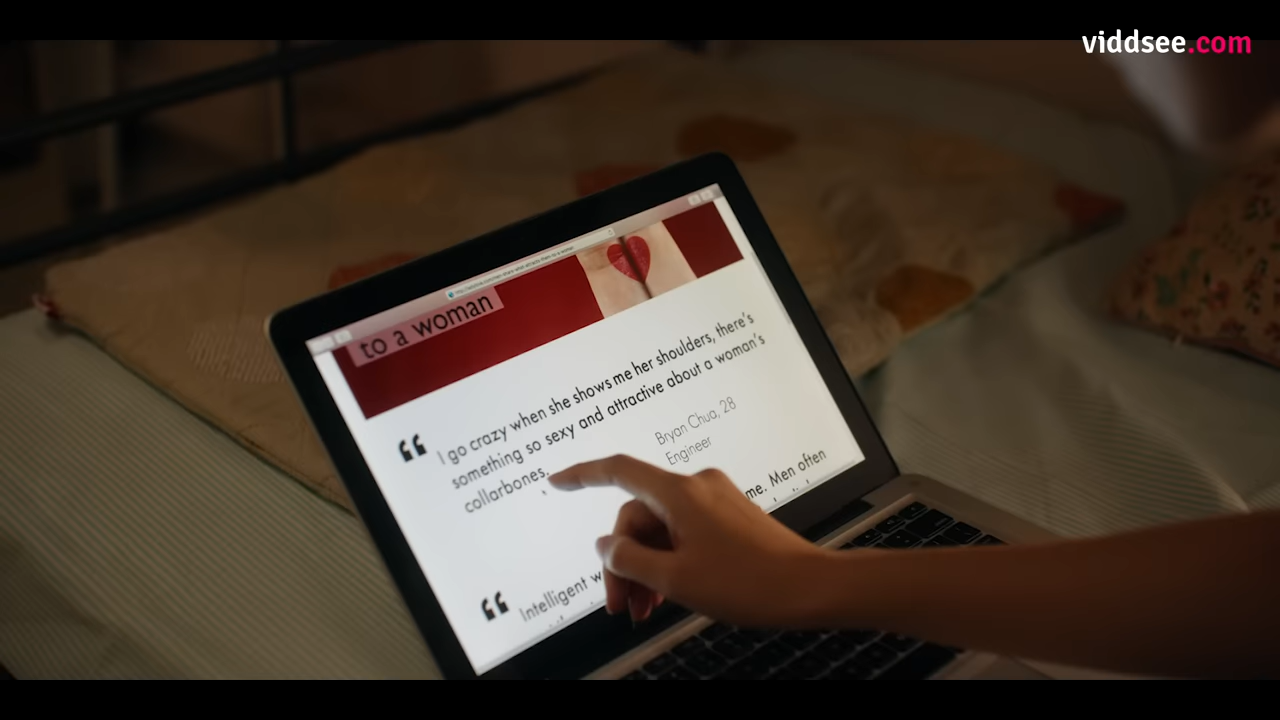 viddsee.com
to a woman
“ I go crazy when she shows me her shoulders, there's
something so sexy and attractive about a woman's
collarbones.
Bryan Chua, 28
Engineer
me. Men often
“ Intelligent